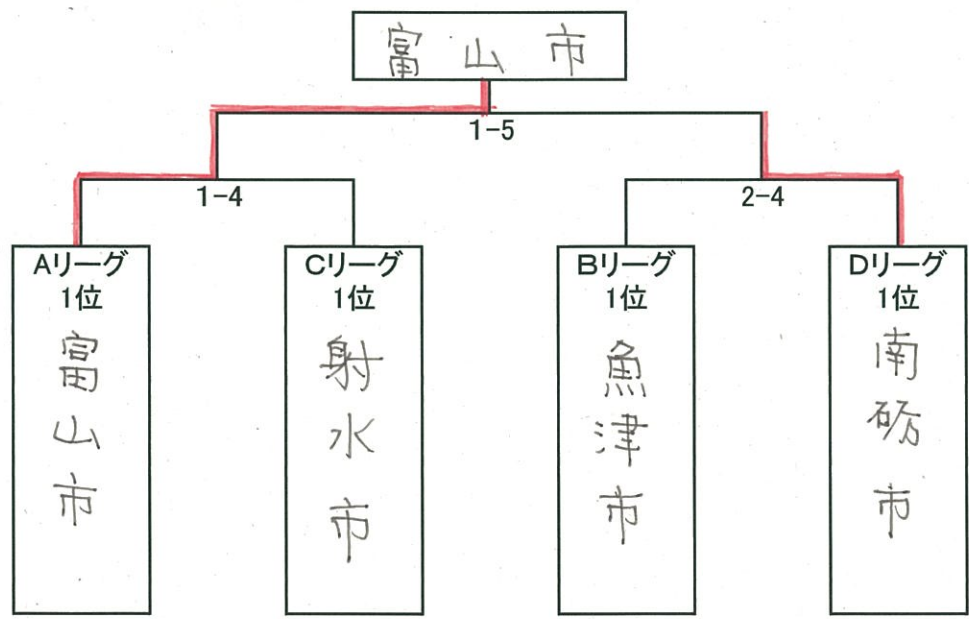 富山市
1-5
1-4
2-4
Aリーグ
1位
富山市
Cリーグ
1位
射水市
Bリーグ
1位
魚津市
Dリーグ
1位
南砺市